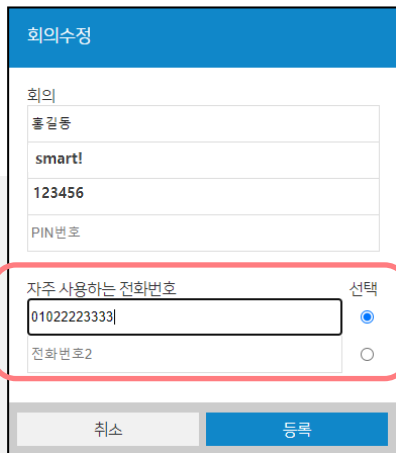 회의수정
회의
홍길동
smart!
123456
PIN번호
자주 사용하는 전화번호 선택
01022223333
전화번호2
취소 등록